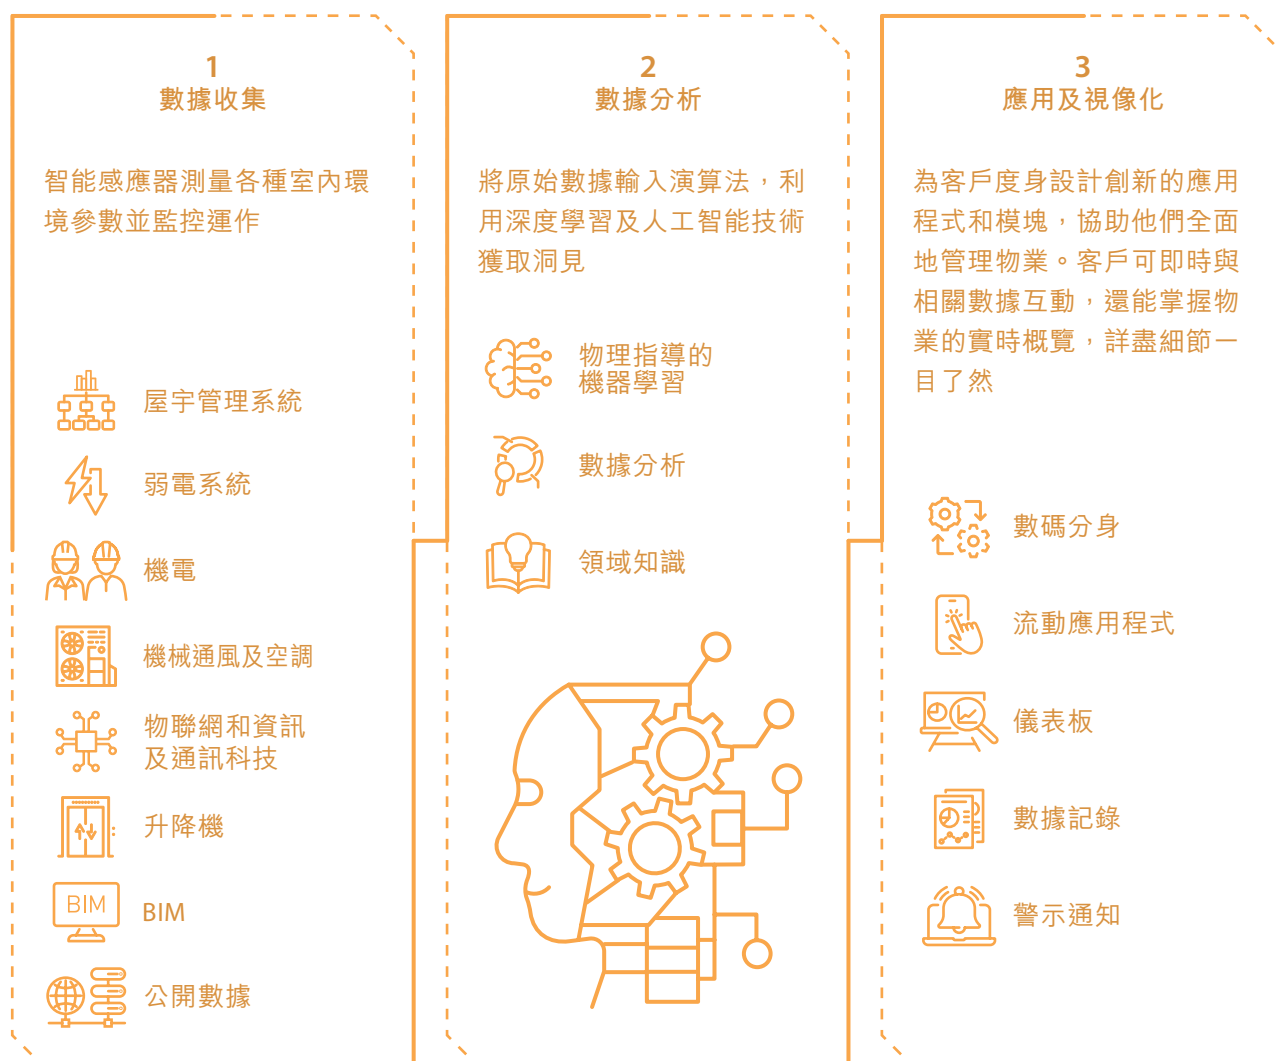 1
數據收集
智能感應器測量各種室內環
境參數並監控運作
屋宇管理系統
弱電系統
機電
機械通風及空調
物聯網和資訊
及通訊科技
升降機
BIM
BIM
公開數據
2
數據分析
將原始數據輸入演算法，利
用深度學習及人工智能技術
獲取洞見
物理指導的
機器學習
數據分析
領域知識
3
應用及視像化
為客戶度身設計創新的應用
程式和模塊，協助他們全面
地管理物業。客戶可即時與
相關數據互動，還能掌握物
業的實時概覽，詳盡細節一
目了然
數碼分身
流動應用程式
儀表板
數據記錄
警示通知